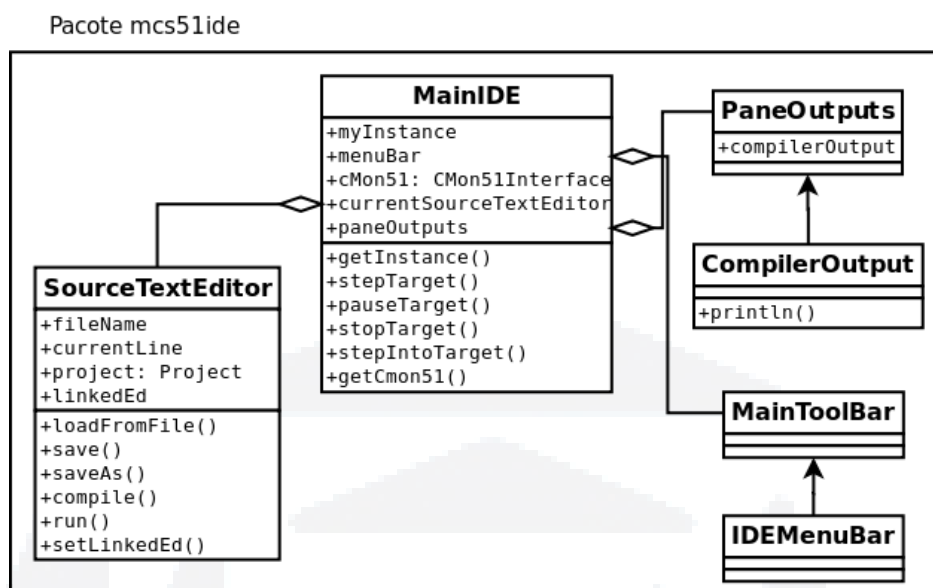 Pacote mcs51ide
MainIDE
+myInstance
+menuBar
+cMon51: CMon51Interface
+currentSourceTextEditor
+paneOutputs
+getInstance()
+stepTarget()
+pauseTarget()
+stopTarget()
+stepIntoTarget()
+getCmon51()
PaneOutputs
+compilerOutput
CompilerOutput
+println()
SourceTextEditor
+fileName
+currentLine
+project: Project
+linkedEd
+loadFromFile()
+save()
+saveAs()
+compile()
+run()
+setLinkedEd()
MainToolBar
IDEMenuBar